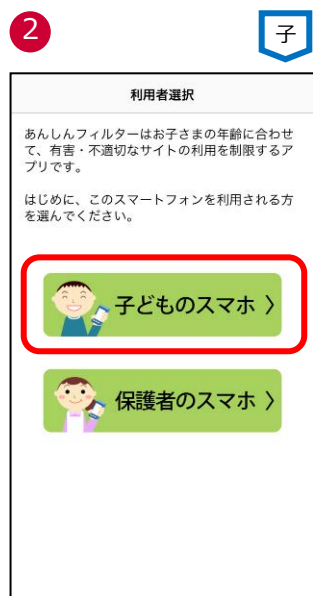 2
子
利用者選択
あんしんフィルターはお子さまの年齢に合わせ
て、有害・不適切なサイトの利用を制限するア
プリです。
はじめに、このスマートフォンを利用される方
を選んでください。
子どものスマホ 〉
保護者のスマホ 〉